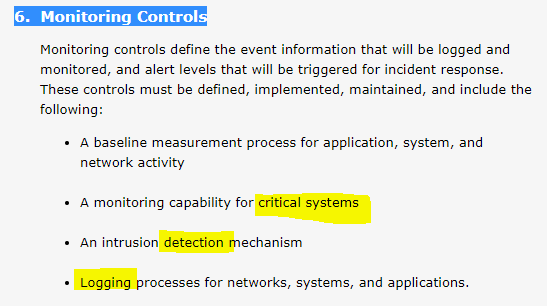 6. Monitoring Controls
Monitoring controls define the event information that will be logged and
monitored, and alert levels that will be triggered for incident response.
These controls must be defined, implemented, maintained, and include the
following:
• A baseline measurement process for application, system, and
network activity
• A monitoring capability for critical systems
• An intrusion detection mechanism
• Logging processes for networks, systems, and applications.